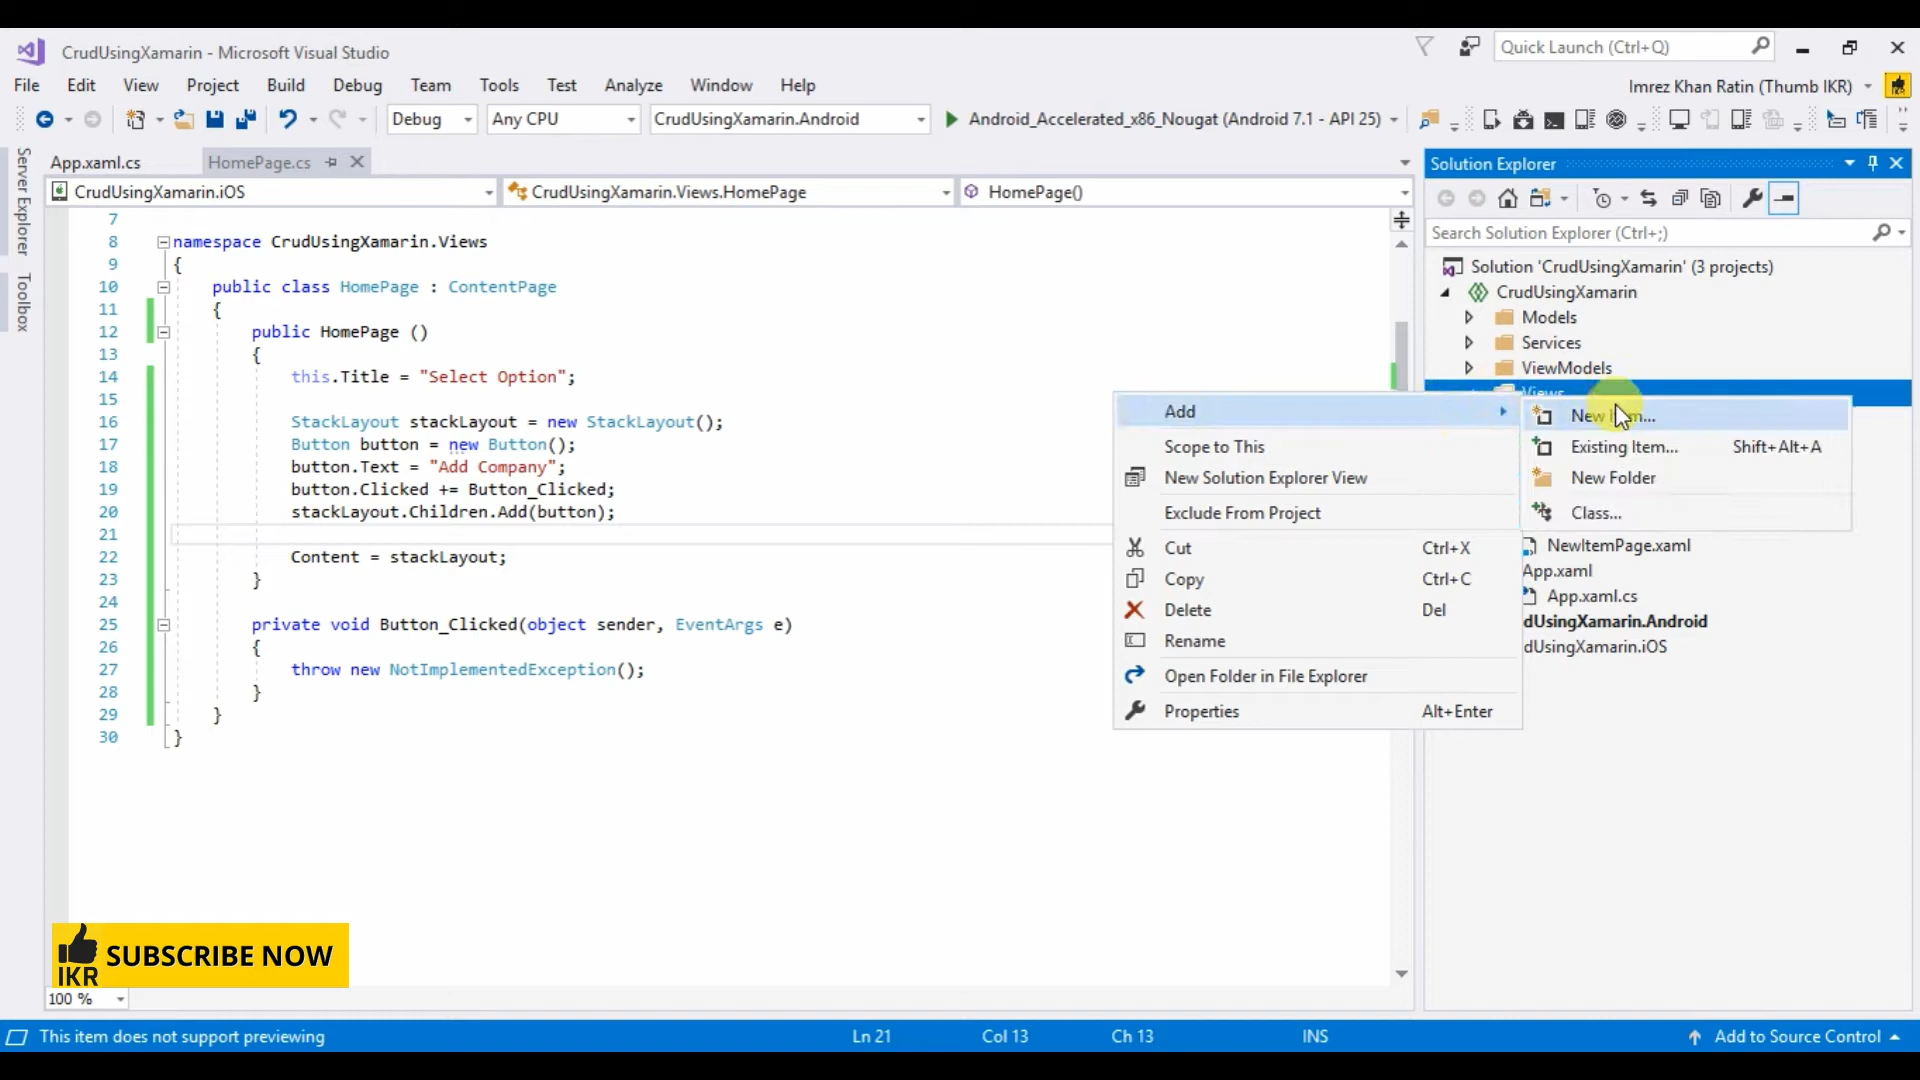 CrudUsingXamarin - Microsoft Visual Studio
Quick Launch (Ctrl+Q)
File Edit View Project Build Debug Team Tools Test Analyze Window Help
Imrez Khan Ratin (Thumb IKR)
Debug Any CPU CrudUsingXamarin.Android Android_Accelerated_x86_Nougat (Android 7.1 - API 25)
Server Explorer
Toolbox
App.xaml.cs HomePage.cs
CrudUsingXamarin.iOS CrudUsingXamarin.Views.HomePage HomePage()
7
8 namespace CrudUsingXamarin.Views
9 {
10 public class HomePage : ContentPage
11 {
12 public HomePage ()
13 {
14 this.Title = "Select Option";
15
16 StackLayout stackLayout = new StackLayout();
17 Button button = new Button();
18 button.Text = "Add Company";
19 button.Clicked += Button_Clicked;
20 stackLayout.Children.Add(button);
21
22 Content = stackLayout;
23 }
24
25 private void Button_Clicked(object sender, EventArgs e)
26 {
27 throw new NotImplementedException();
28 }
29 }
30 }
Solution Explorer
Search Solution Explorer (Ctrl+;)
Solution 'CrudUsingXamarin' (3 projects)
CrudUsingXamarin
Models
Services
ViewModels
Views
NewItemPage.xaml
App.xaml
App.xaml.cs
dUsingXamarin.Android
dUsingXamarin.iOS
Add
Scope to This
New Solution Explorer View
Exclude From Project
Cut Ctrl+X
Copy Ctrl+C
Delete Del
Rename
Open Folder in File Explorer
Properties Alt+Enter
New
Existing Item... Shift+Alt+A
New Folder
Class...
IKR SUBSCRIBE NOW
100 %
This item does not support previewing Ln 21 Col 13 Ch 13 INS Add to Source Control